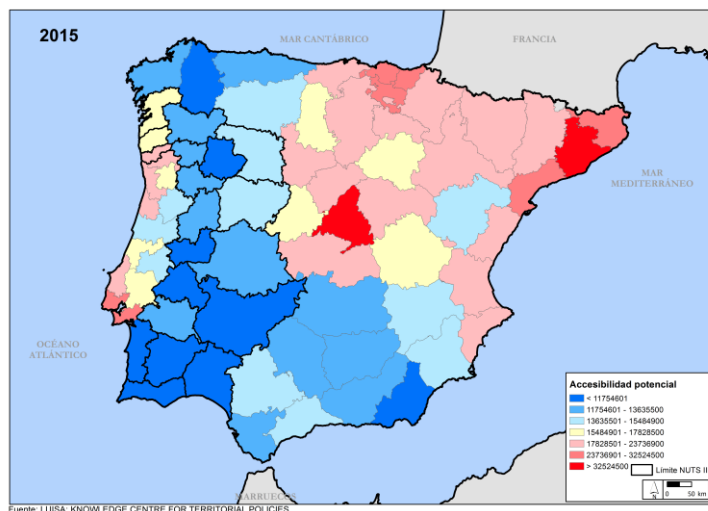 2015
MAR CANTÁBRICO
FRANCIA
MAR
MEDITERRÁNEO
OCÉANO
ATLÁNTICO
MARRUECOS
Accesibilidad potencial
< 11754601
11754601 - 13635500
13635501 - 15484900
15484901 - 17828500
17828501 - 23736900
23736901 - 32524500
> 32524500
Límite NUTS II
N
0 50 km
Fuente: LUISA: KNOWLEDGE CENTRE FOR TERRITORIAL POLICIES